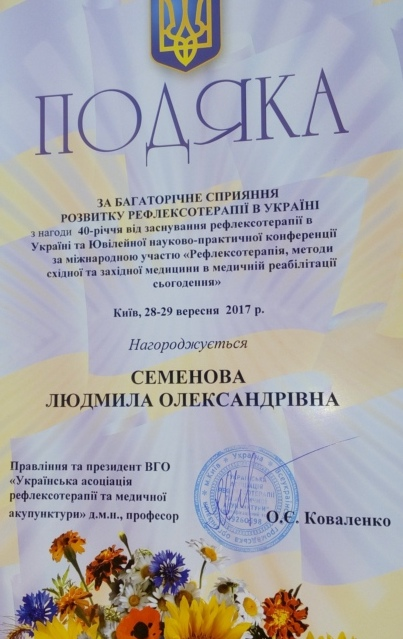 ПОДЯКА
ЗА БАГАТОРІЧНЕ СПРИЯННЯ
РОЗВИТКУ РЕФЛЕКСОТЕРАПІЇ В УКРАЇНІ
з нагоди 40-річчя від заснування рефлексотерапії в
Україні та Ювілейної науково-практичної конференції
за міжнародною участю «Рефлексотерапія, методи
східної та західної медицини в медичній реабілітації
сьогодення»
Київ, 28-29 вересня 2017 р.
Нагороджується
СЕМЕНОВА
ЛЮДМИЛА ОЛЕКСАНДРІВНА
Правління та президент ВГО
«Українська асоціація
рефлексотерапії та медичної
акупунктури» д.м.н., професор
О.Є. Коваленко